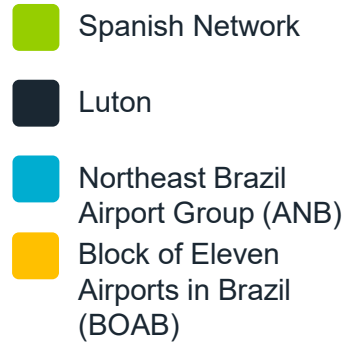 Spanish Network
Luton
Northeast Brazil
Airport Group (ANB)
Block of Eleven
Airports in Brazil
(BOAB)